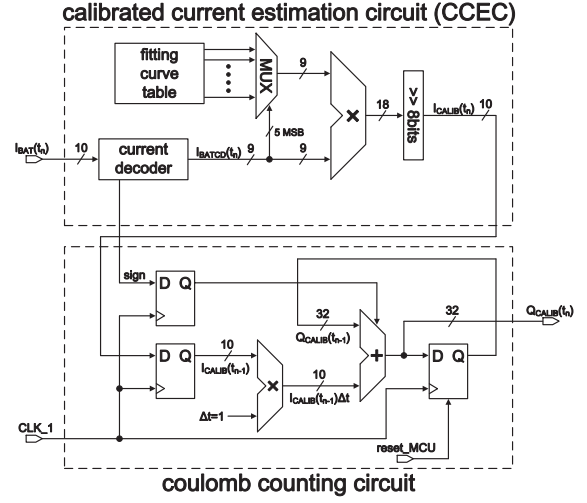 calibrated current estimation circuit (CCEC)
fitting
curve
table
MUX
9
×
18
>> 8bits
I_CALIB(t_n)
10
5 MSB
I_BAT(t_n)
10
current
decoder
I_BATCD(t_n)
9
9
sign
D Q
32
Q_CALIB(t_n-1)
32
Q_CALIB(t_n)
D Q
10
I_CALIB(t_n-1)
×
10
I_CALIB(t_n-1)Δt
+
D Q
Δt=1
CLK_1
reset_MCU
coulomb counting circuit